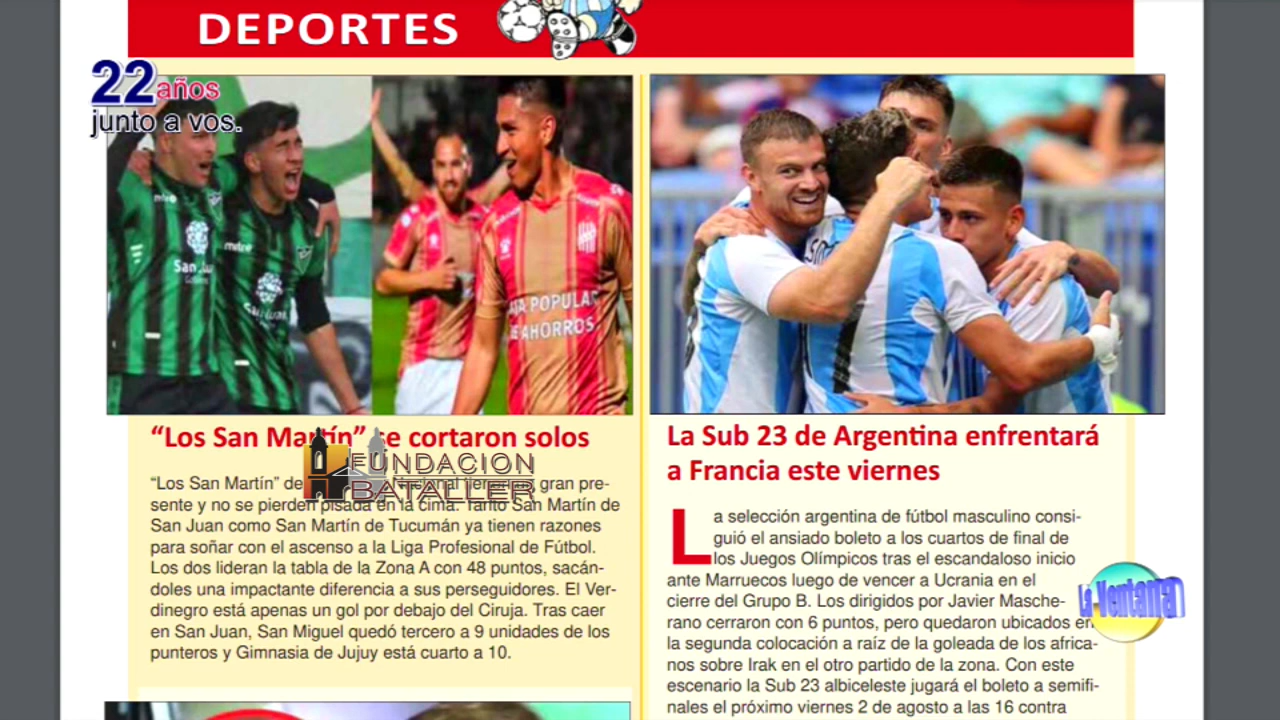 DEPORTES
22 años
junto a vos.
mitre
mitre
San
CAJA POPULAR
DE AHORROS
“Los San Martín” se cortaron solos
FUNDACION
BATALLER
“Los San Martín” de Nacional gran pre-
sente y no se pierden pisada en la cima. Tanto San Martín de
San Juan como San Martín de Tucumán ya tienen razones
para soñar con el ascenso a la Liga Profesional de Fútbol.
Los dos lideran la tabla de la Zona A con 48 puntos, sacán-
doles una impactante diferencia a sus perseguidores. El Ver-
dinegro está apenas un gol por debajo del Ciruja. Tras caer
en San Juan, San Miguel quedó tercero a 9 unidades de los
punteros y Gimnasia de Jujuy está cuarto a 10.
La Sub 23 de Argentina enfrentará
a Francia este viernes
La selección argentina de fútbol masculino consi-
guió el ansiado boleto a los cuartos de final de
los Juegos Olímpicos tras el escandaloso inicio
ante Marruecos luego de vencer a Ucrania en el
cierre del Grupo B. Los dirigidos por Javier Masche-
rano cerraron con 6 puntos, pero quedaron ubicados en
la segunda colocación a raíz de la goleada de los africa-
nos sobre Irak en el otro partido de la zona. Con este
escenario la Sub 23 albiceleste jugará el boleto a semifi-
nales el próximo viernes 2 de agosto a las 16 contra
La Ventana